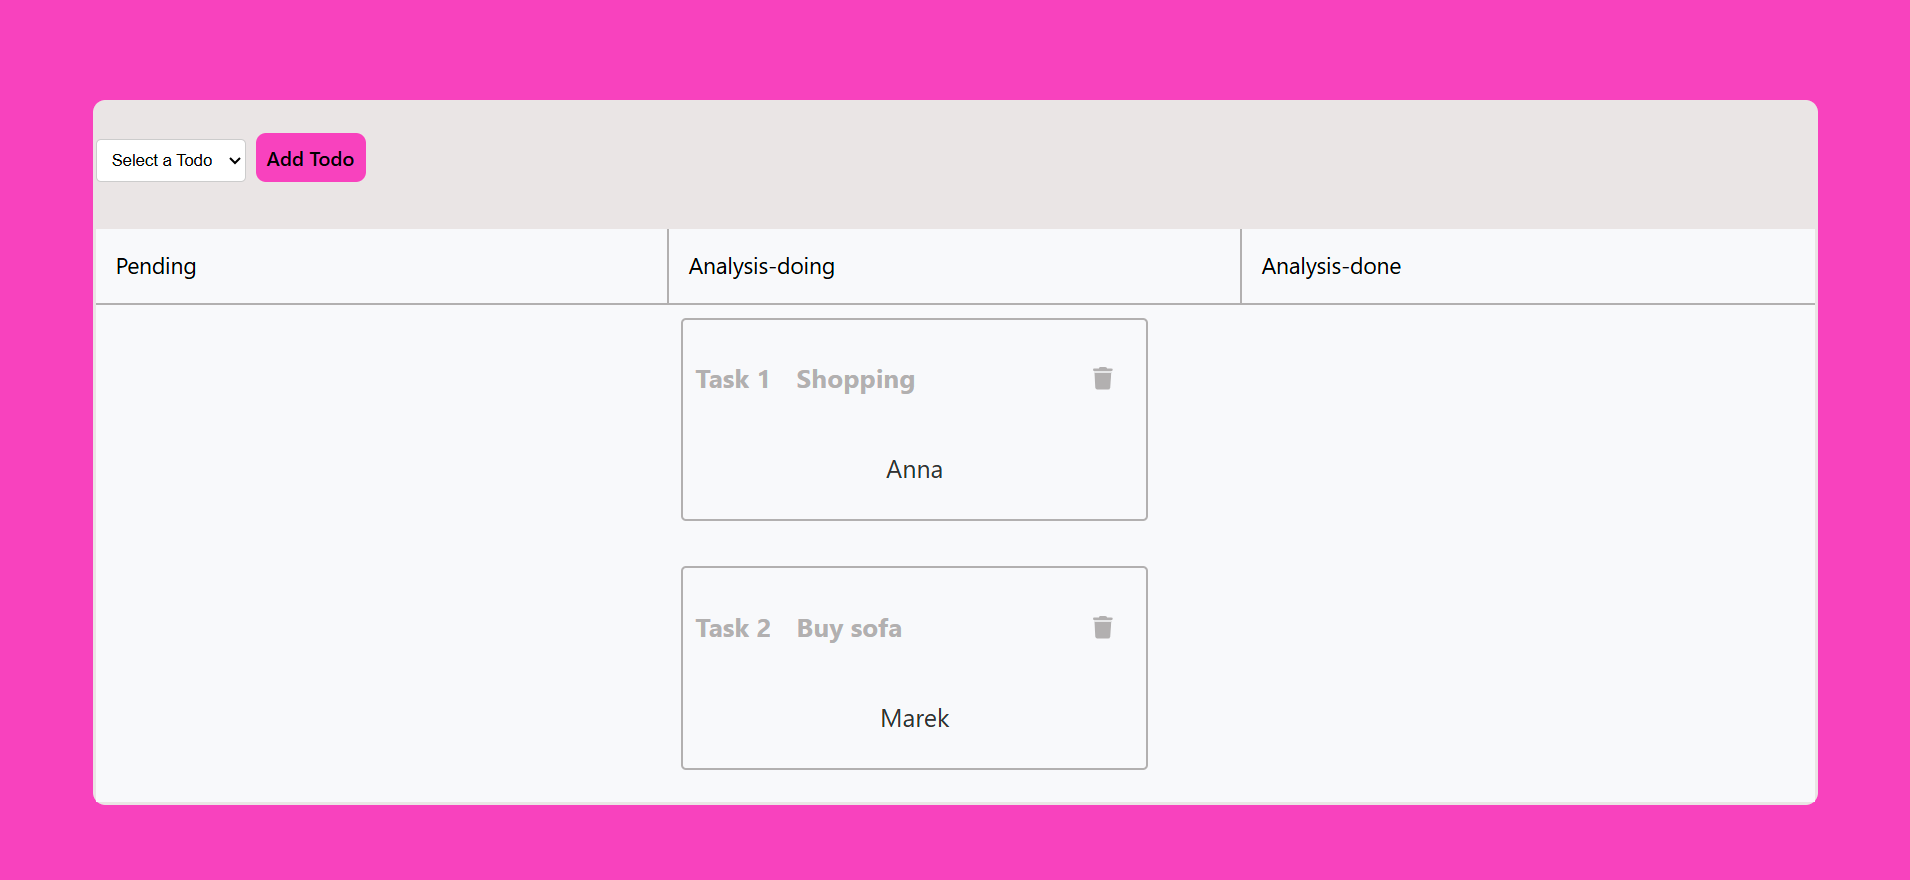 Select a Todo Add Todo
Pending Analysis-doing Analysis-done
Task 1 Shopping
Anna
Task 2 Buy sofa
Marek